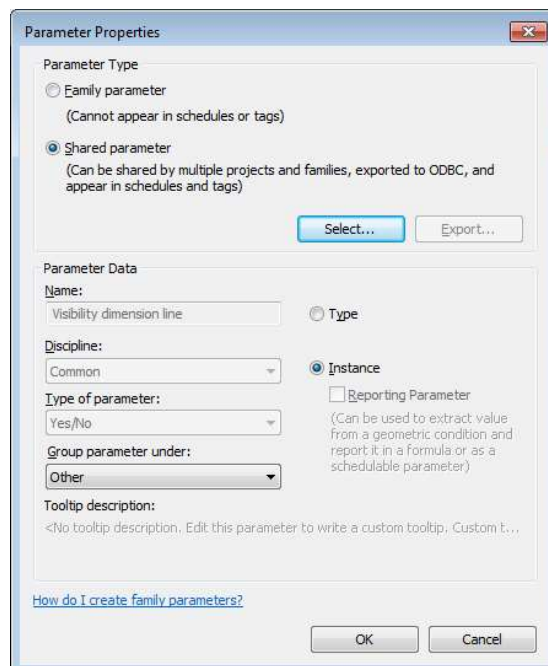 Parameter Properties
Parameter Type
Family parameter
(Cannot appear in schedules or tags)
Shared parameter
(Can be shared by multiple projects and families, exported to ODBC, and
appear in schedules and tags)
Select...
Export...
Parameter Data
Name:
Visibility dimension line
Type
Discipline:
Common
Instance
Reporting Parameter
Type of parameter:
Yes/No
(Can be used to extract value
from a geometric condition and
report it in a formula or as a
schedulable parameter)
Group parameter under:
Other
Tooltip description:
<No tooltip description. Edit this parameter to write a custom tooltip. Custom t...
How do I create family parameters?
OK
Cancel